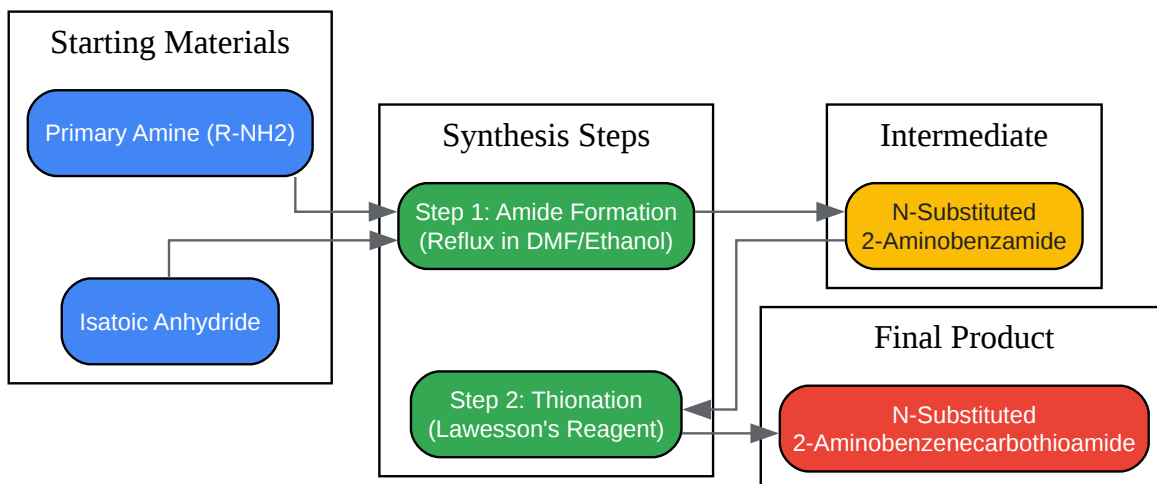 Starting Materials
Primary Amine (R-NH2)
Isatoic Anhydride
Synthesis Steps
Step 1: Amide Formation
(Reflux in DMF/Ethanol)
Step 2: Thionation
(Lawesson's Reagent)
Intermediate
N-Substituted
2-Aminobenzamide
Final Product
N-Substituted
2-Aminobenzenecarbothioamide